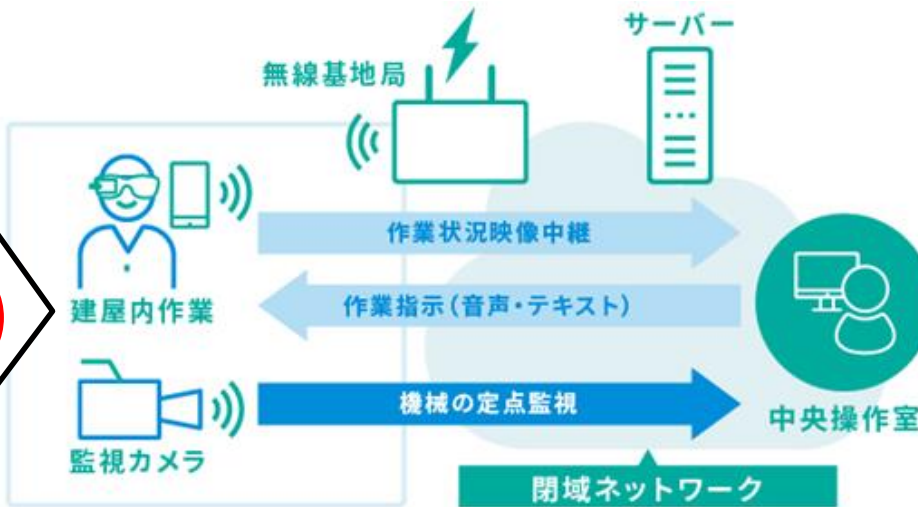 サーバー
無線基地局
作業状況映像中継
作業指示(音声・テキスト)
建屋内作業
機械の定点監視
中央操作室
監視カメラ
閉域ネットワーク